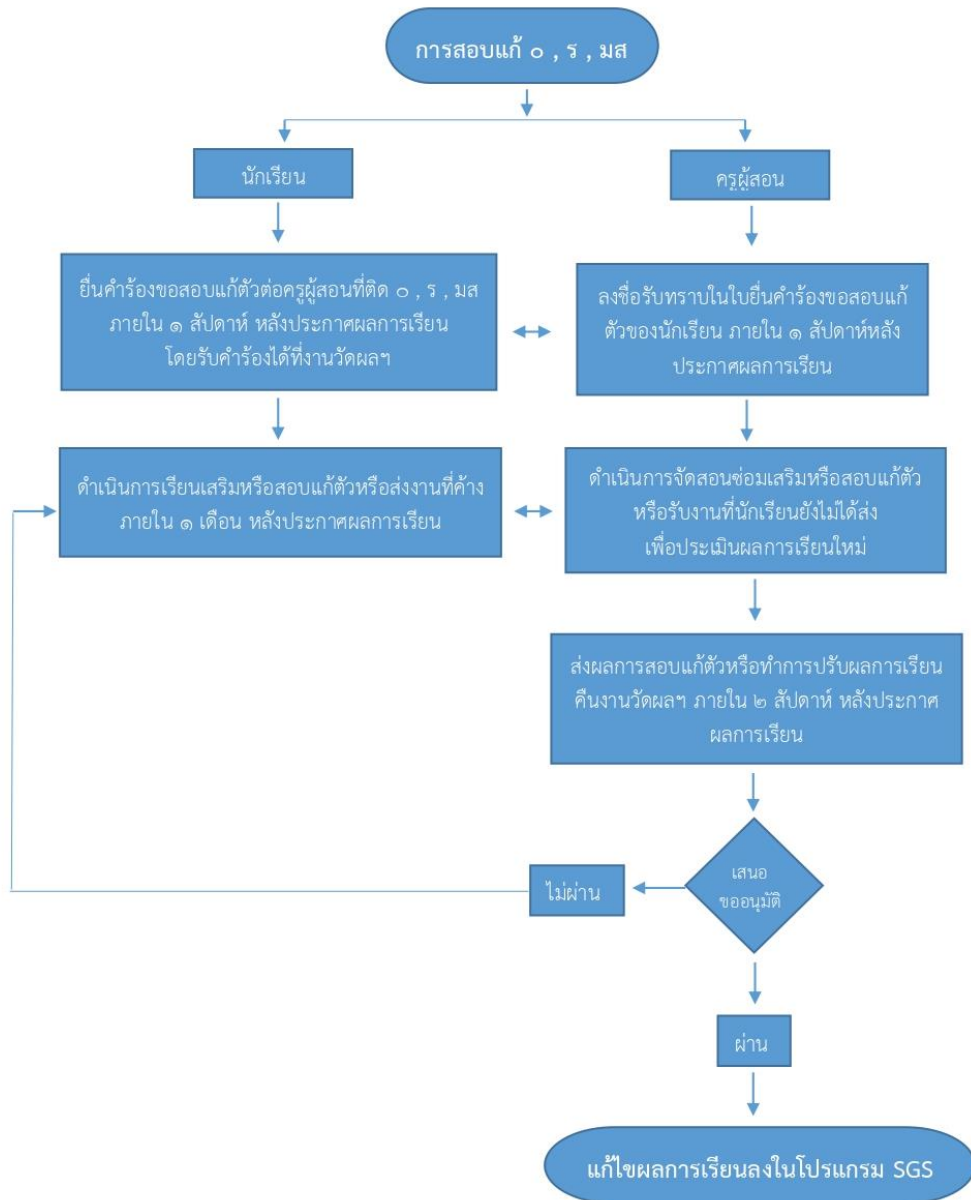 การสอบแก้ ๐ , ร , มส
นักเรียน
ครูผู้สอน
ยื่นคำร้องขอสอบแก้ตัวต่อครูผู้สอนที่ติด ๐ , ร , มส
ภายใน ๑ สัปดาห์ หลังประกาศผลการเรียน
โดยรับคำร้องได้ที่งานวัดผลฯ
ลงชื่อรับทราบในใบยื่นคำร้องขอสอบแก้
ตัวของนักเรียน ภายใน ๑ สัปดาห์หลัง
ประกาศผลการเรียน
ดำเนินการเรียนเสริมหรือสอบแก้ตัวหรือส่งงานที่ค้าง
ภายใน ๑ เดือน หลังประกาศผลการเรียน
ดำเนินการจัดสอนซ่อมเสริมหรือสอบแก้ตัว
หรือรับงานที่นักเรียนยังไม่ได้ส่ง
เพื่อประเมินผลการเรียนใหม่
ส่งผลการสอบแก้ตัวหรือทำการปรับผลการเรียน
คืนงานวัดผลฯ ภายใน ๒ สัปดาห์ หลังประกาศ
ผลการเรียน
เสนอ
ขออนุมัติ
ไม่ผ่าน
ผ่าน
แก้ไขผลการเรียนลงในโปรแกรม SGS